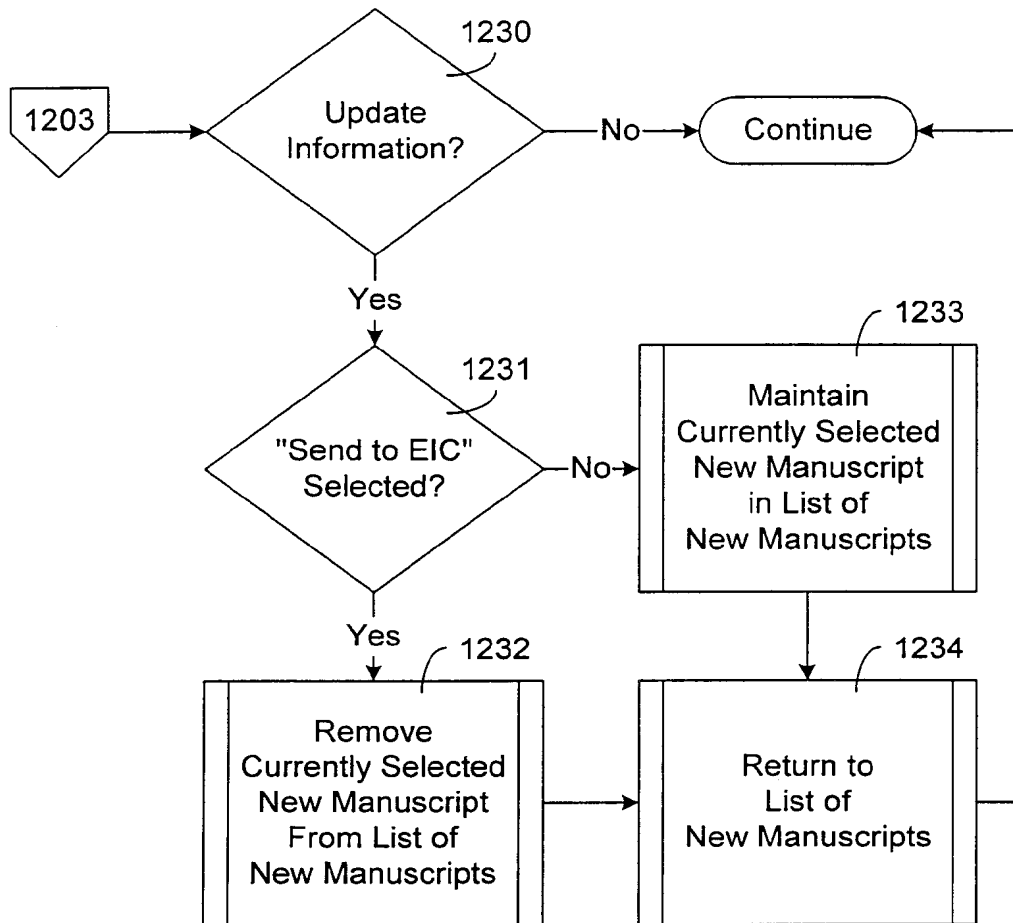 1230
1203
Update
Information?
No
Continue
Yes
1231
"Send to EIC"
Selected?
No
1233
Maintain
Currently Selected
New Manuscript
in List of
New Manuscripts
Yes
1232
Remove
Currently Selected
New Manuscript
From List of
New Manuscripts
1234
Return to
List of
New Manuscripts